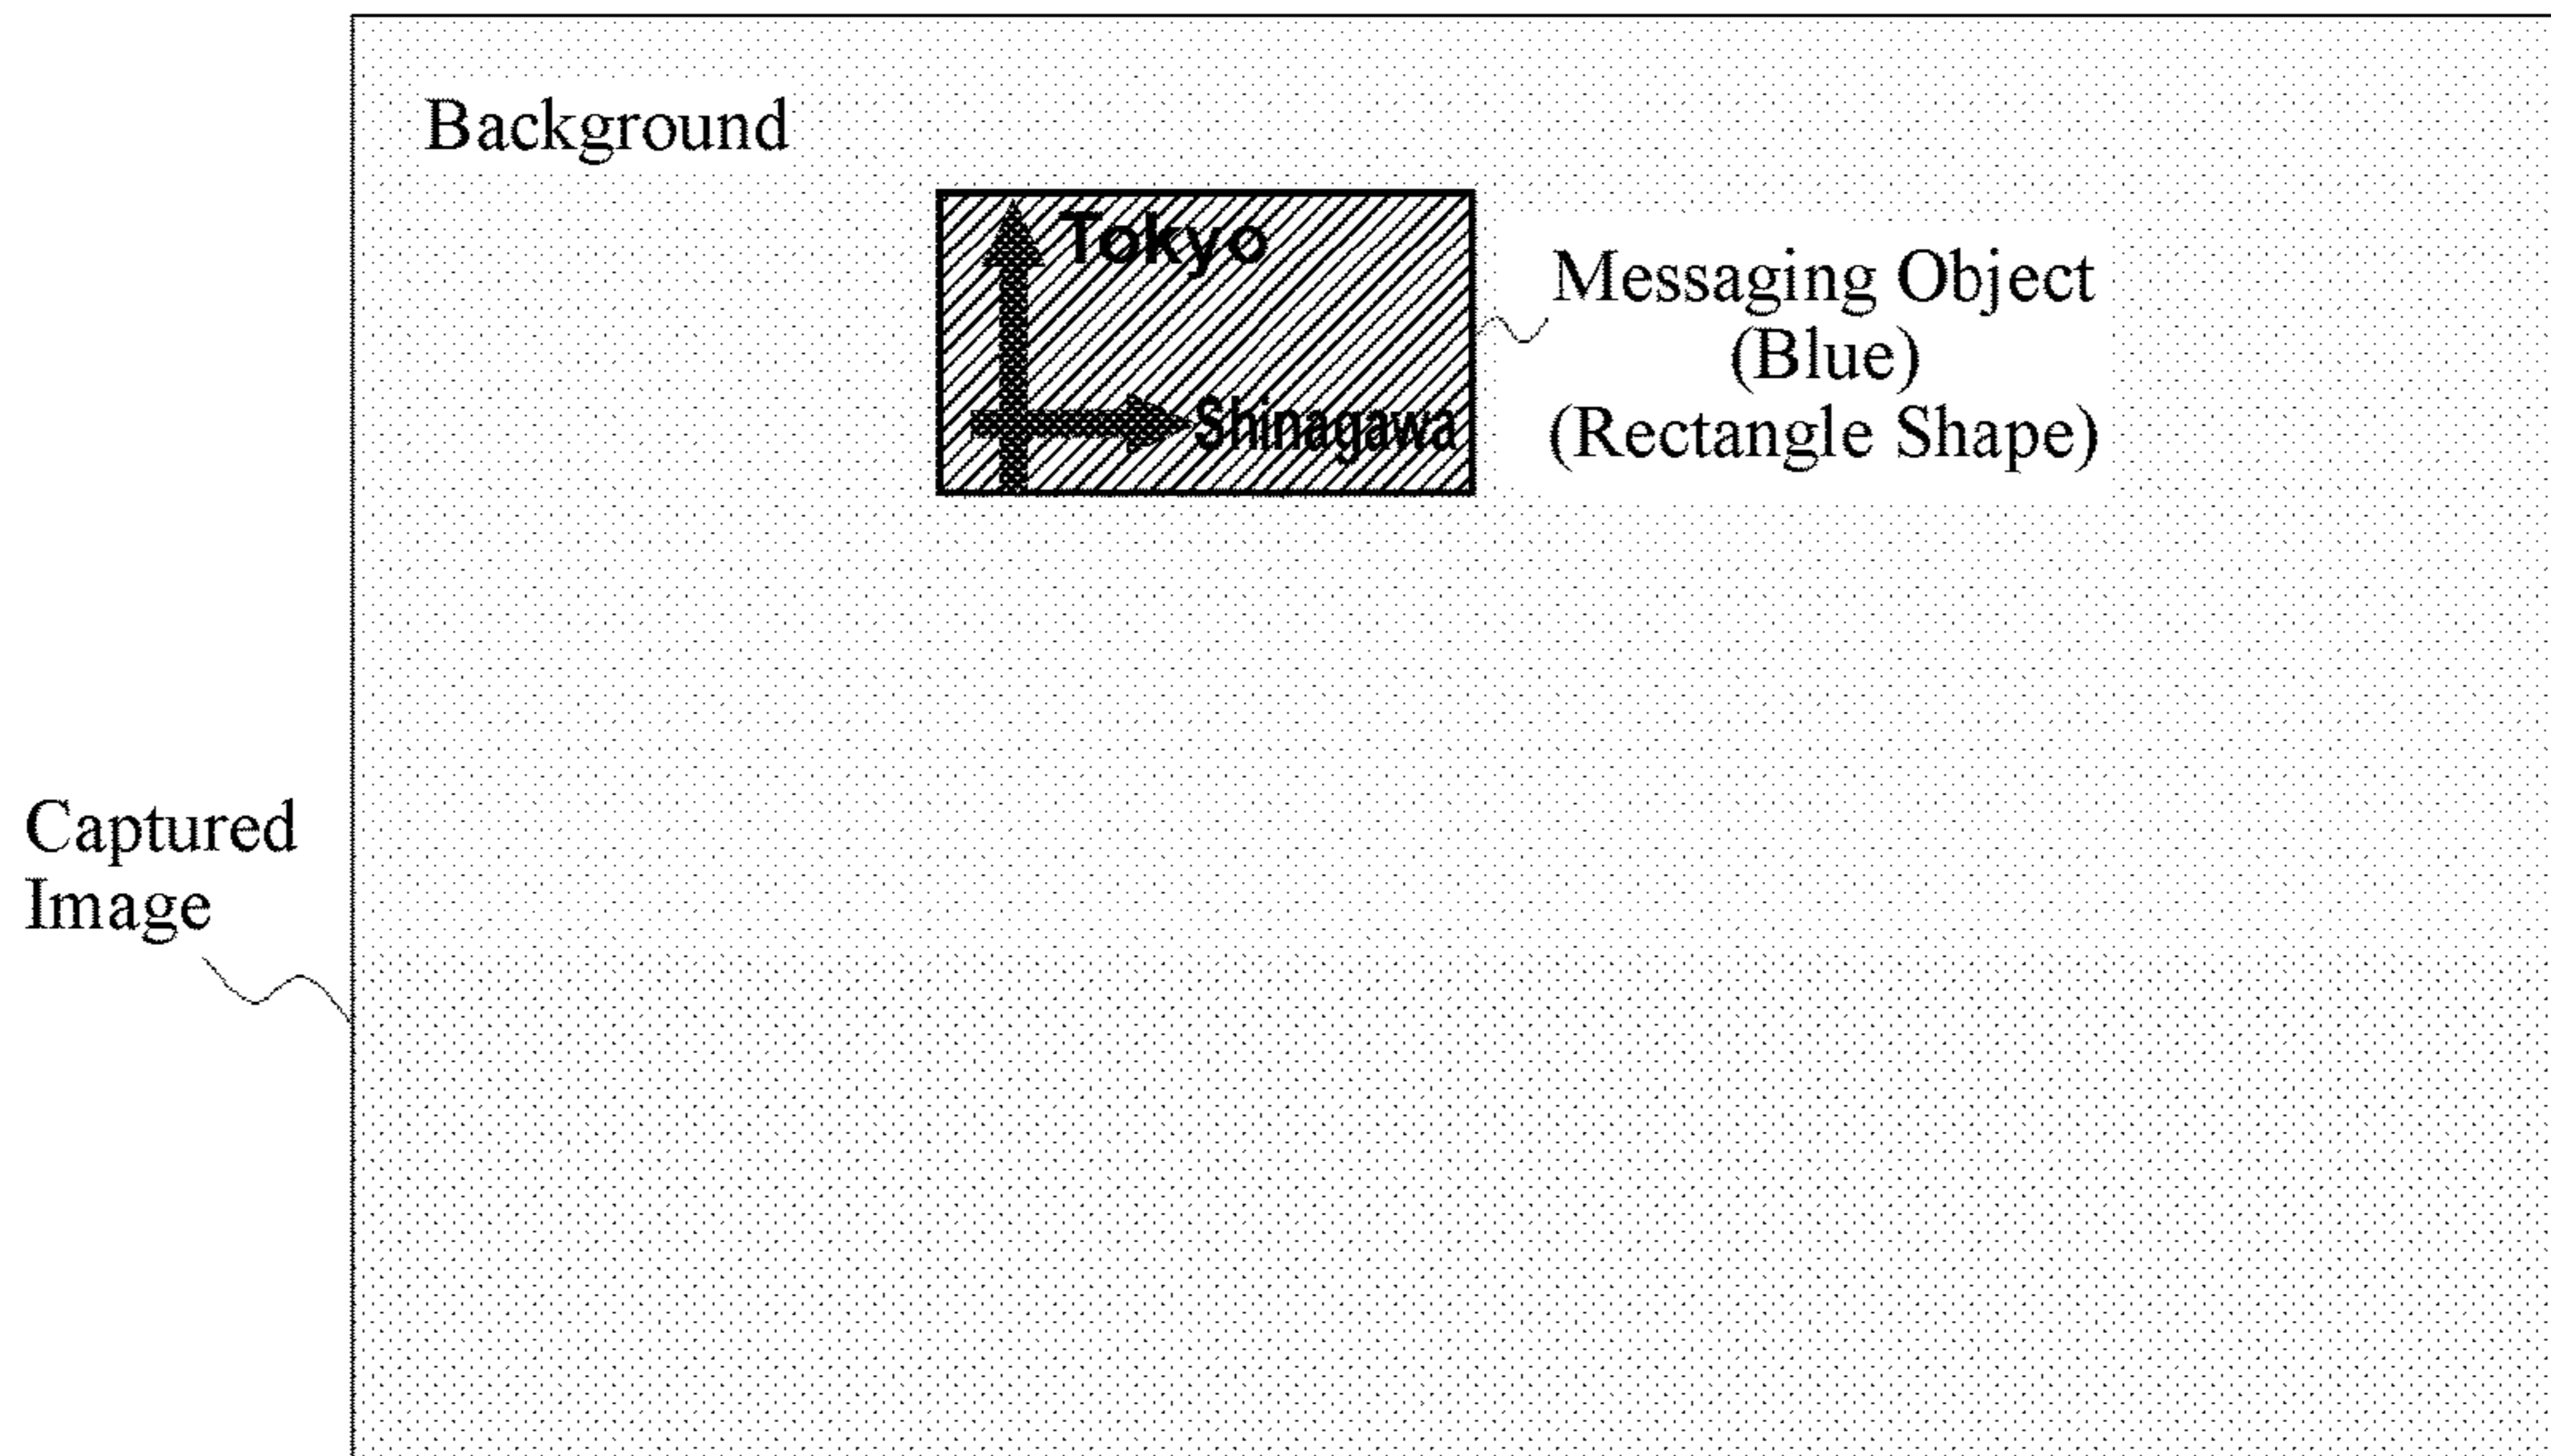 Background
Tokyo
Shinagawa
Messaging Object
(Blue)
(Rectangle Shape)
Captured
Image